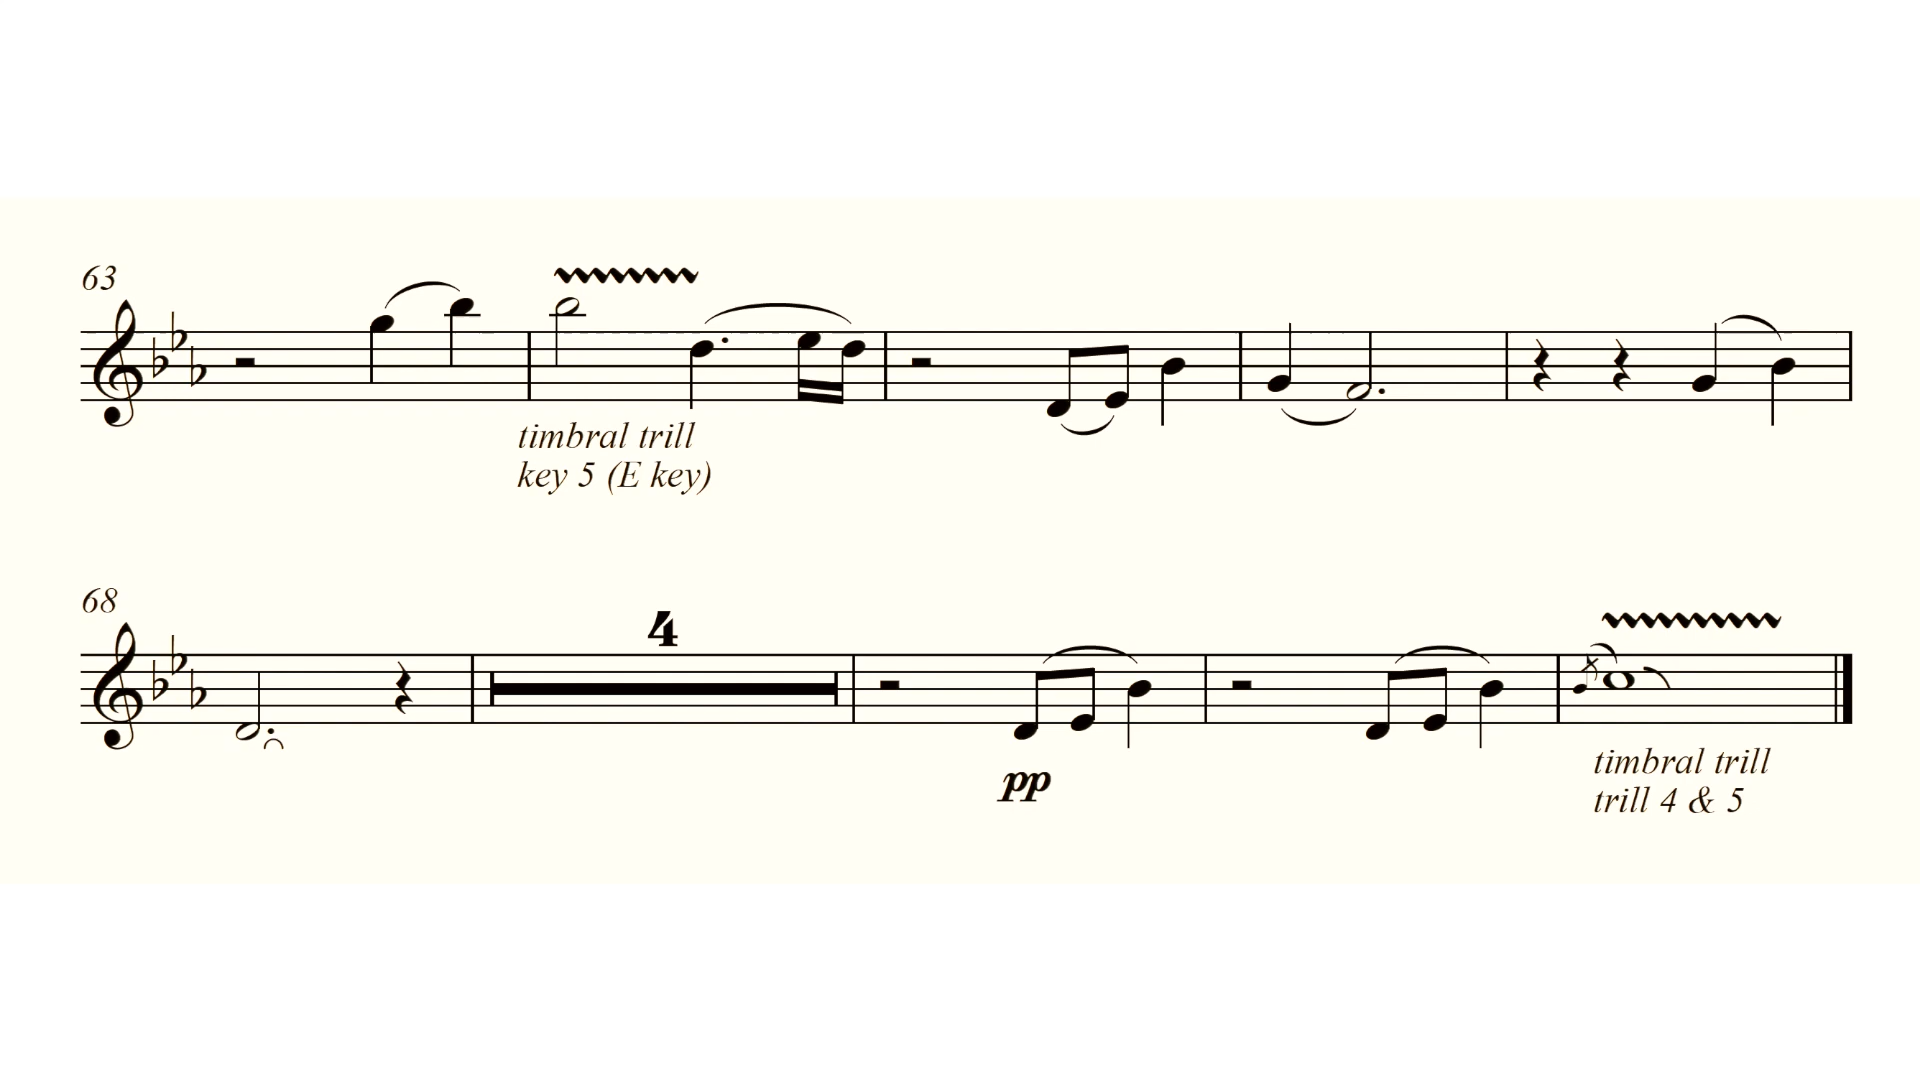 63
timbral trill
key 5 (E key)
68
4
pp
timbral trill
trill 4 & 5